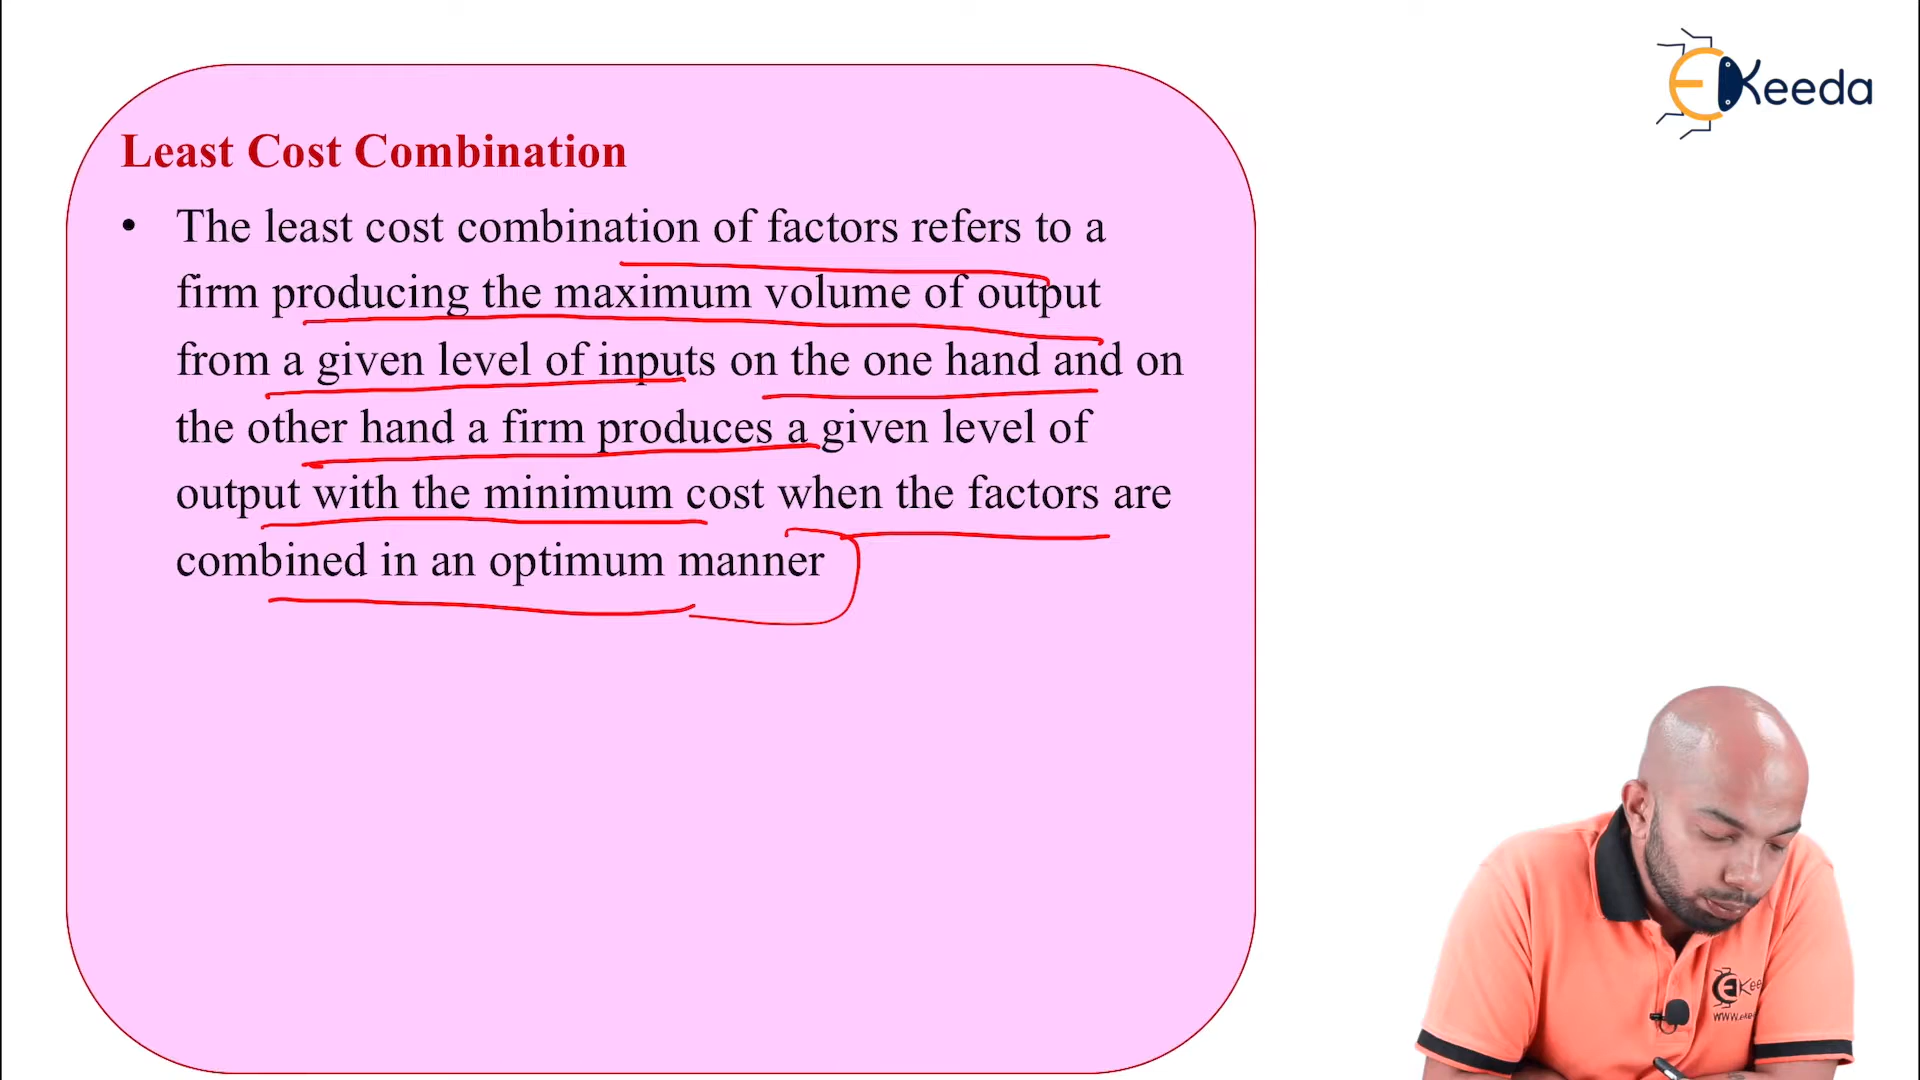 EKeeda
Least Cost Combination
• The least cost combination of factors refers to a
firm producing the maximum volume of output
from a given level of inputs on the one hand and on
the other hand a firm produces a given level of
output with the minimum cost when the factors are
combined in an optimum manner